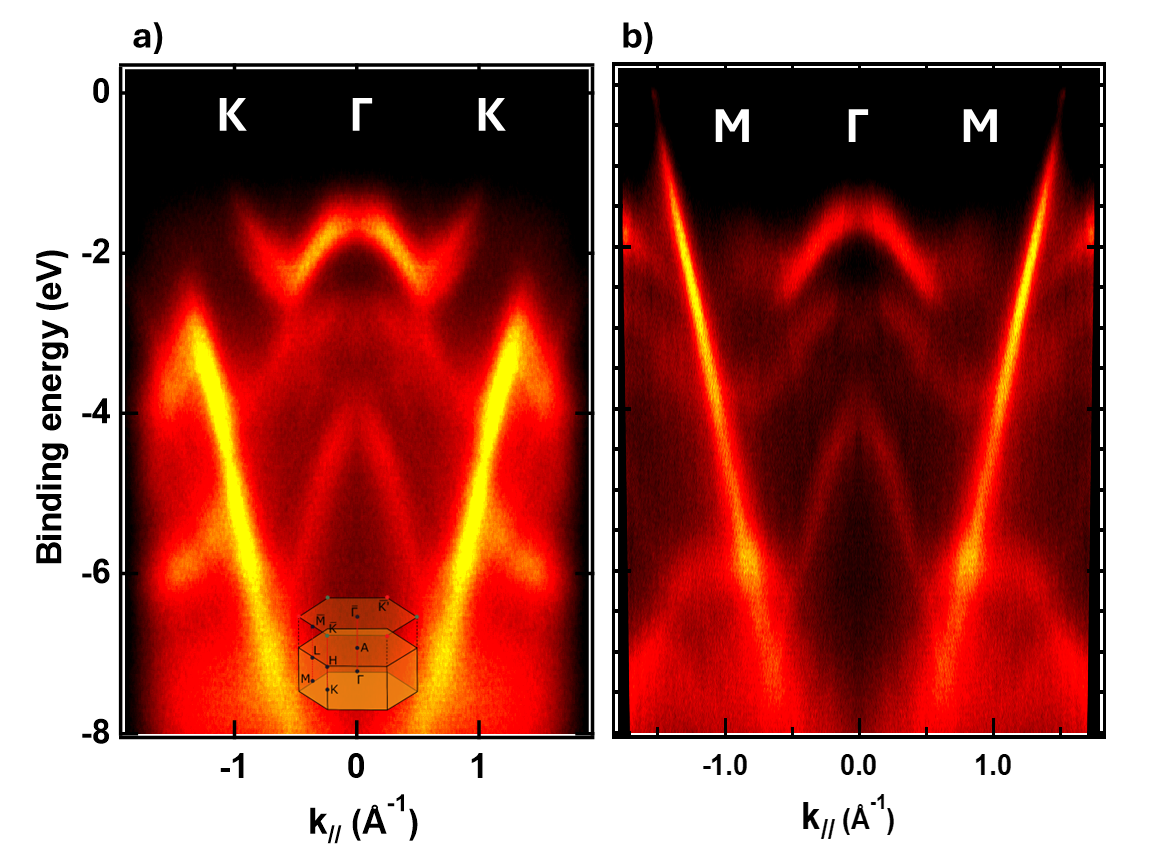 a)
b)
K Γ K
M Γ M
Binding energy (eV)
0
-2
-4
-6
-8
-1 0 1
-1.0 0.0 1.0
k// (Å-1)
k// (Å-1)
Γ̅ K̅'
M̅ K̅
L A
H
M Γ
K